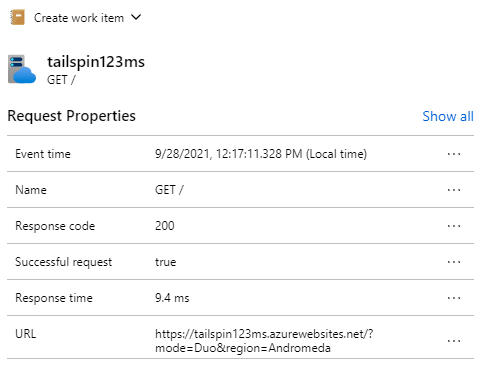 Create work item
tailspin123ms
GET /
Request Properties Show all
Event time 9/28/2021, 12:17:11.328 PM (Local time) ...
Name GET / ...
Response code 200 ...
Successful request true ...
Response time 9.4 ms ...
URL https://tailspin123ms.azurewebsites.net/? ...
mode=Duo&region=Andromeda